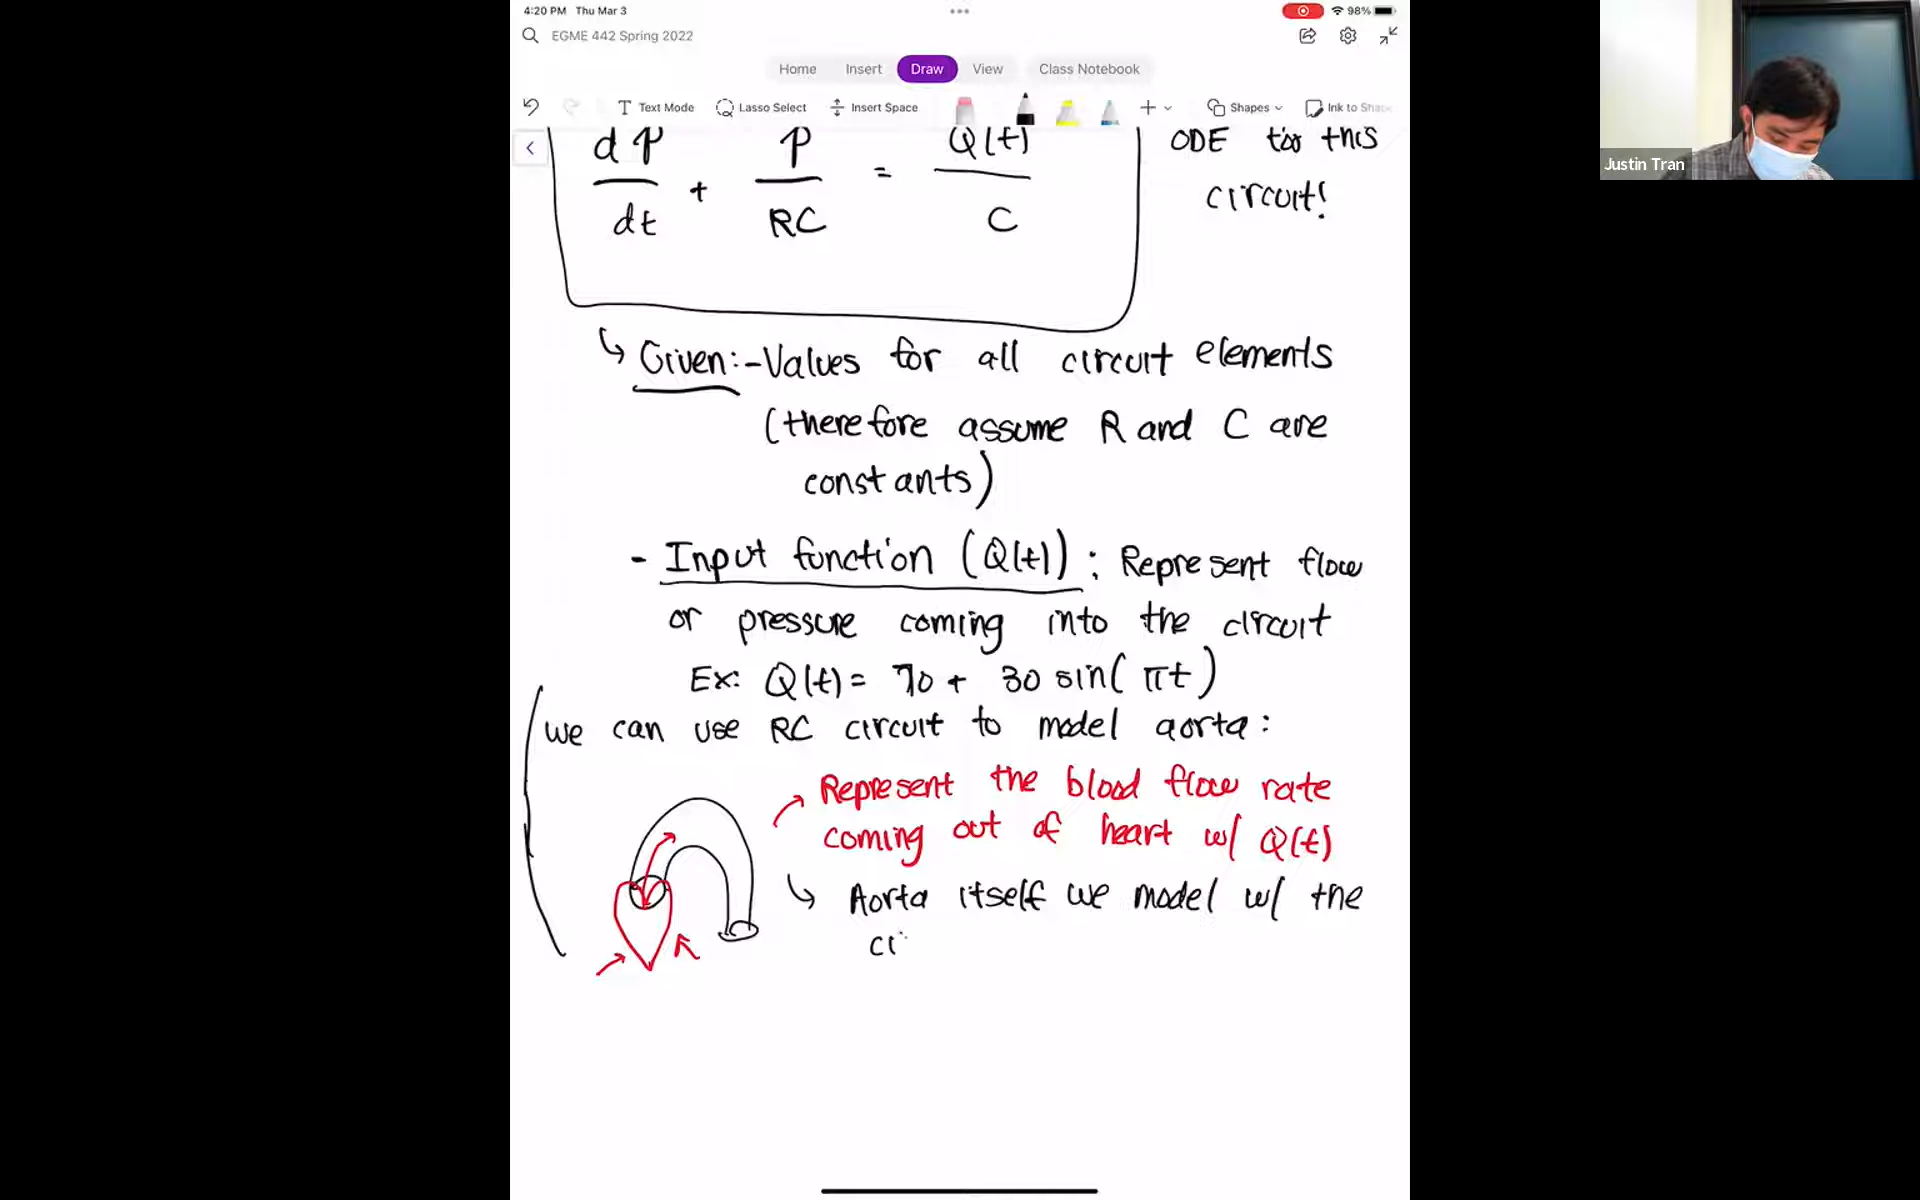 4:20 PM Thu Mar 3
98%
EGME 442 Spring 2022
Home Insert Draw View Class Notebook
Text Mode Lasso Select Insert Space Shapes Ink to Shape
dP/dt + P/RC = Q(t)/C
ODE for this
circuit!
Given: - Values for all circuit elements
(therefore assume R and C are
constants)
- Input function (Q(t)) : Represent flow
or pressure coming into the circuit
Ex: Q(t) = 70 + 30 sin( πt )
we can use RC circuit to model aorta:
Represent the blood flow rate
coming out of heart w/ Q(t)
Aorta itself we model w/ the
ci
Justin Tran